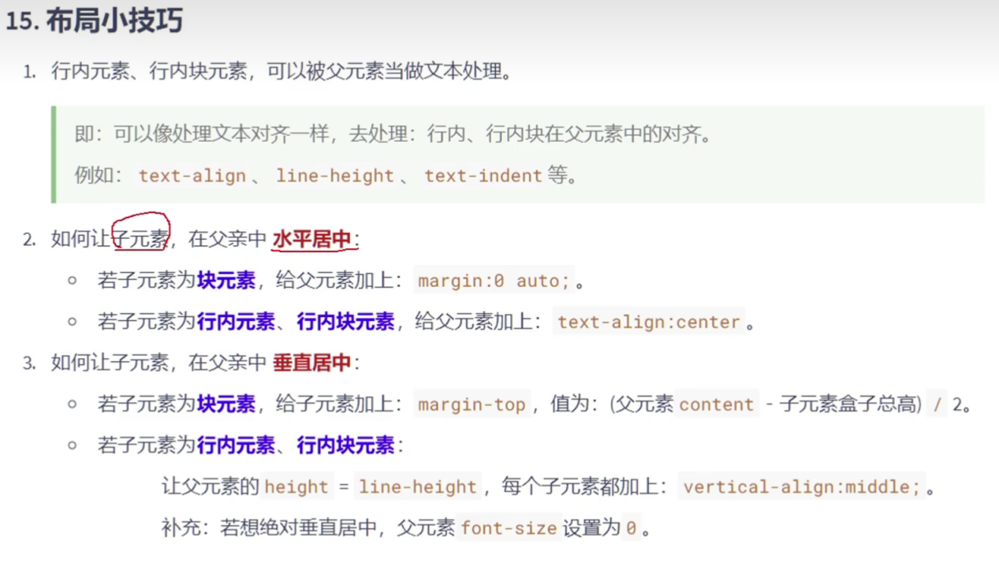 15. 布局小技巧
1. 行内元素、行内块元素，可以被父元素当做文本处理。
即：可以像处理文本对齐一样，去处理：行内、行内块在父元素中的对齐。
例如： text-align 、 line-height 、 text-indent 等。
2. 如何让子元素，在父亲中 水平居中：
○ 若子元素为块元素，给父元素加上： margin:0 auto; 。
○ 若子元素为行内元素、行内块元素，给父元素加上： text-align:center 。
3. 如何让子元素，在父亲中 垂直居中：
○ 若子元素为块元素，给子元素加上： margin-top ，值为：(父元素 content - 子元素盒子总高) / 2。
○ 若子元素为行内元素、行内块元素：
让父元素的 height = line-height ，每个子元素都加上： vertical-align:middle; 。
补充：若想绝对垂直居中，父元素 font-size 设置为 0 。